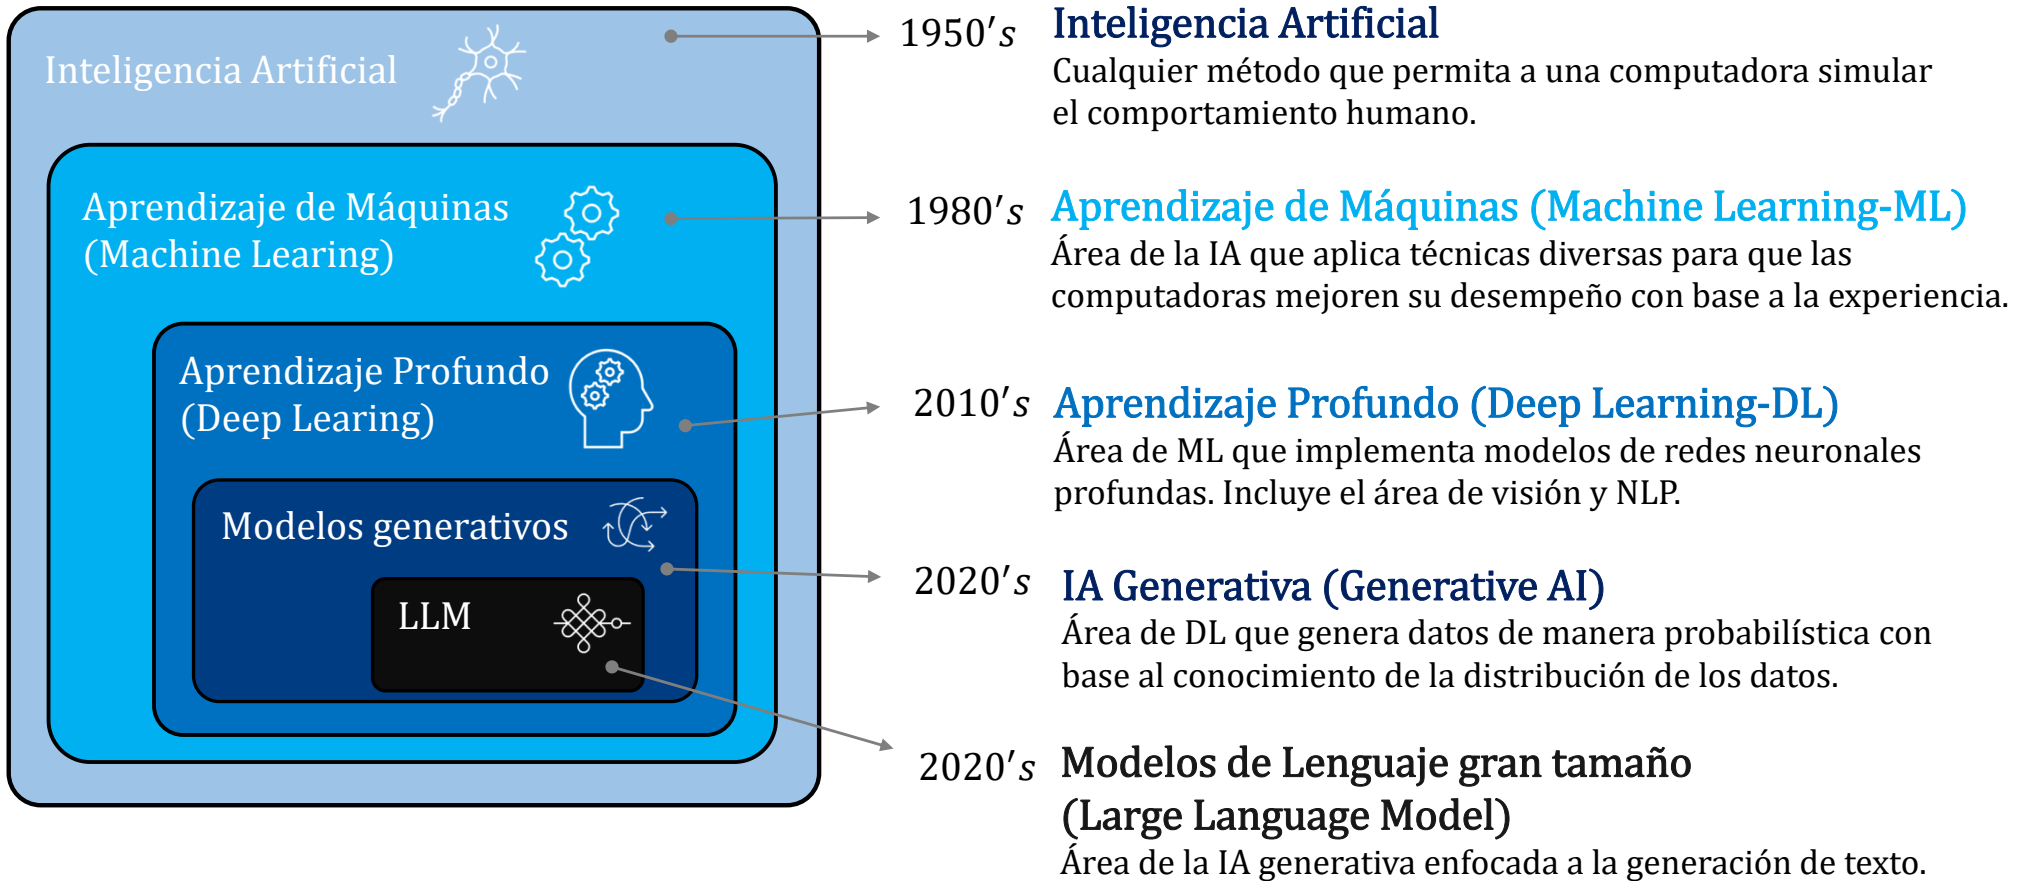 Inteligencia Artificial
Aprendizaje de Máquinas
(Machine Learing)
Aprendizaje Profundo
(Deep Learing)
Modelos generativos
LLM
1950's Inteligencia Artificial
Cualquier método que permita a una computadora simular
el comportamiento humano.
1980's Aprendizaje de Máquinas (Machine Learning-ML)
Área de la IA que aplica técnicas diversas para que las
computadoras mejoren su desempeño con base a la experiencia.
2010's Aprendizaje Profundo (Deep Learning-DL)
Área de ML que implementa modelos de redes neuronales
profundas. Incluye el área de visión y NLP.
2020's IA Generativa (Generative AI)
Área de DL que genera datos de manera probabilística con
base al conocimiento de la distribución de los datos.
2020's Modelos de Lenguaje gran tamaño
(Large Language Model)
Área de la IA generativa enfocada a la generación de texto.